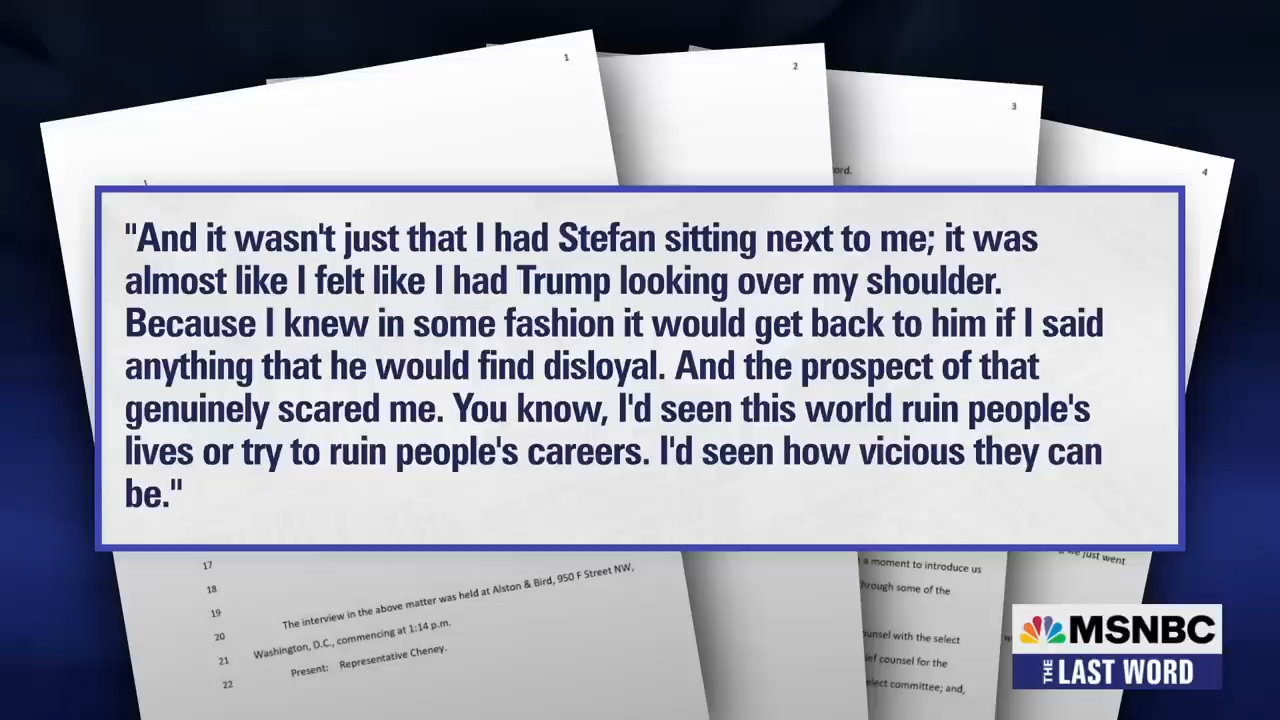 1
2
3
4
1
ord.
"And it wasn't just that I had Stefan sitting next to me; it was
almost like I felt like I had Trump looking over my shoulder.
Because I knew in some fashion it would get back to him if I said
anything that he would find disloyal. And the prospect of that
genuinely scared me. You know, I'd seen this world ruin people's
lives or try to ruin people's careers. I'd seen how vicious they can
be."
17
18
19
20 The interview in the above matter was held at Alston & Bird, 950 F Street NW,
21 Washington, D.C., commencing at 1:14 p.m.
22 Present: Representative Cheney.
a moment to introduce us
hrough some of the
unsel with the select
ief counsel for the
elect committee; and,
we just went
MSNBC
THE LAST WORD